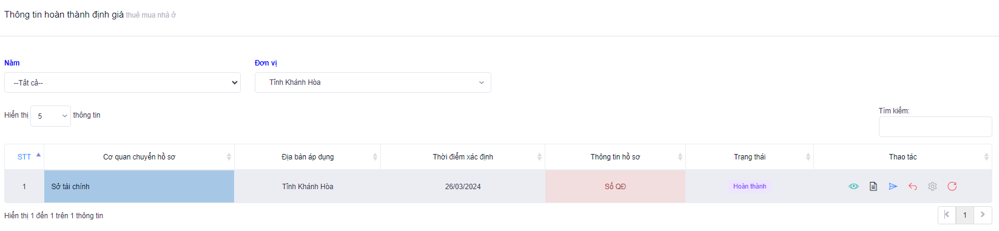 Thông tin hoàn thành định giá thuê mua nhà ở
Năm
Đơn vị
--Tất cả--
Tỉnh Khánh Hòa
Hiển thị 5 thông tin
Tìm kiếm:
STT Cơ quan chuyển hồ sơ Địa bàn áp dụng Thời điểm xác định Thông tin hồ sơ Trạng thái Thao tác
1 Sở tài chính Tỉnh Khánh Hòa 26/03/2024 Số QĐ Hoàn thành
Hiển thị 1 đến 1 trên 1 thông tin
1